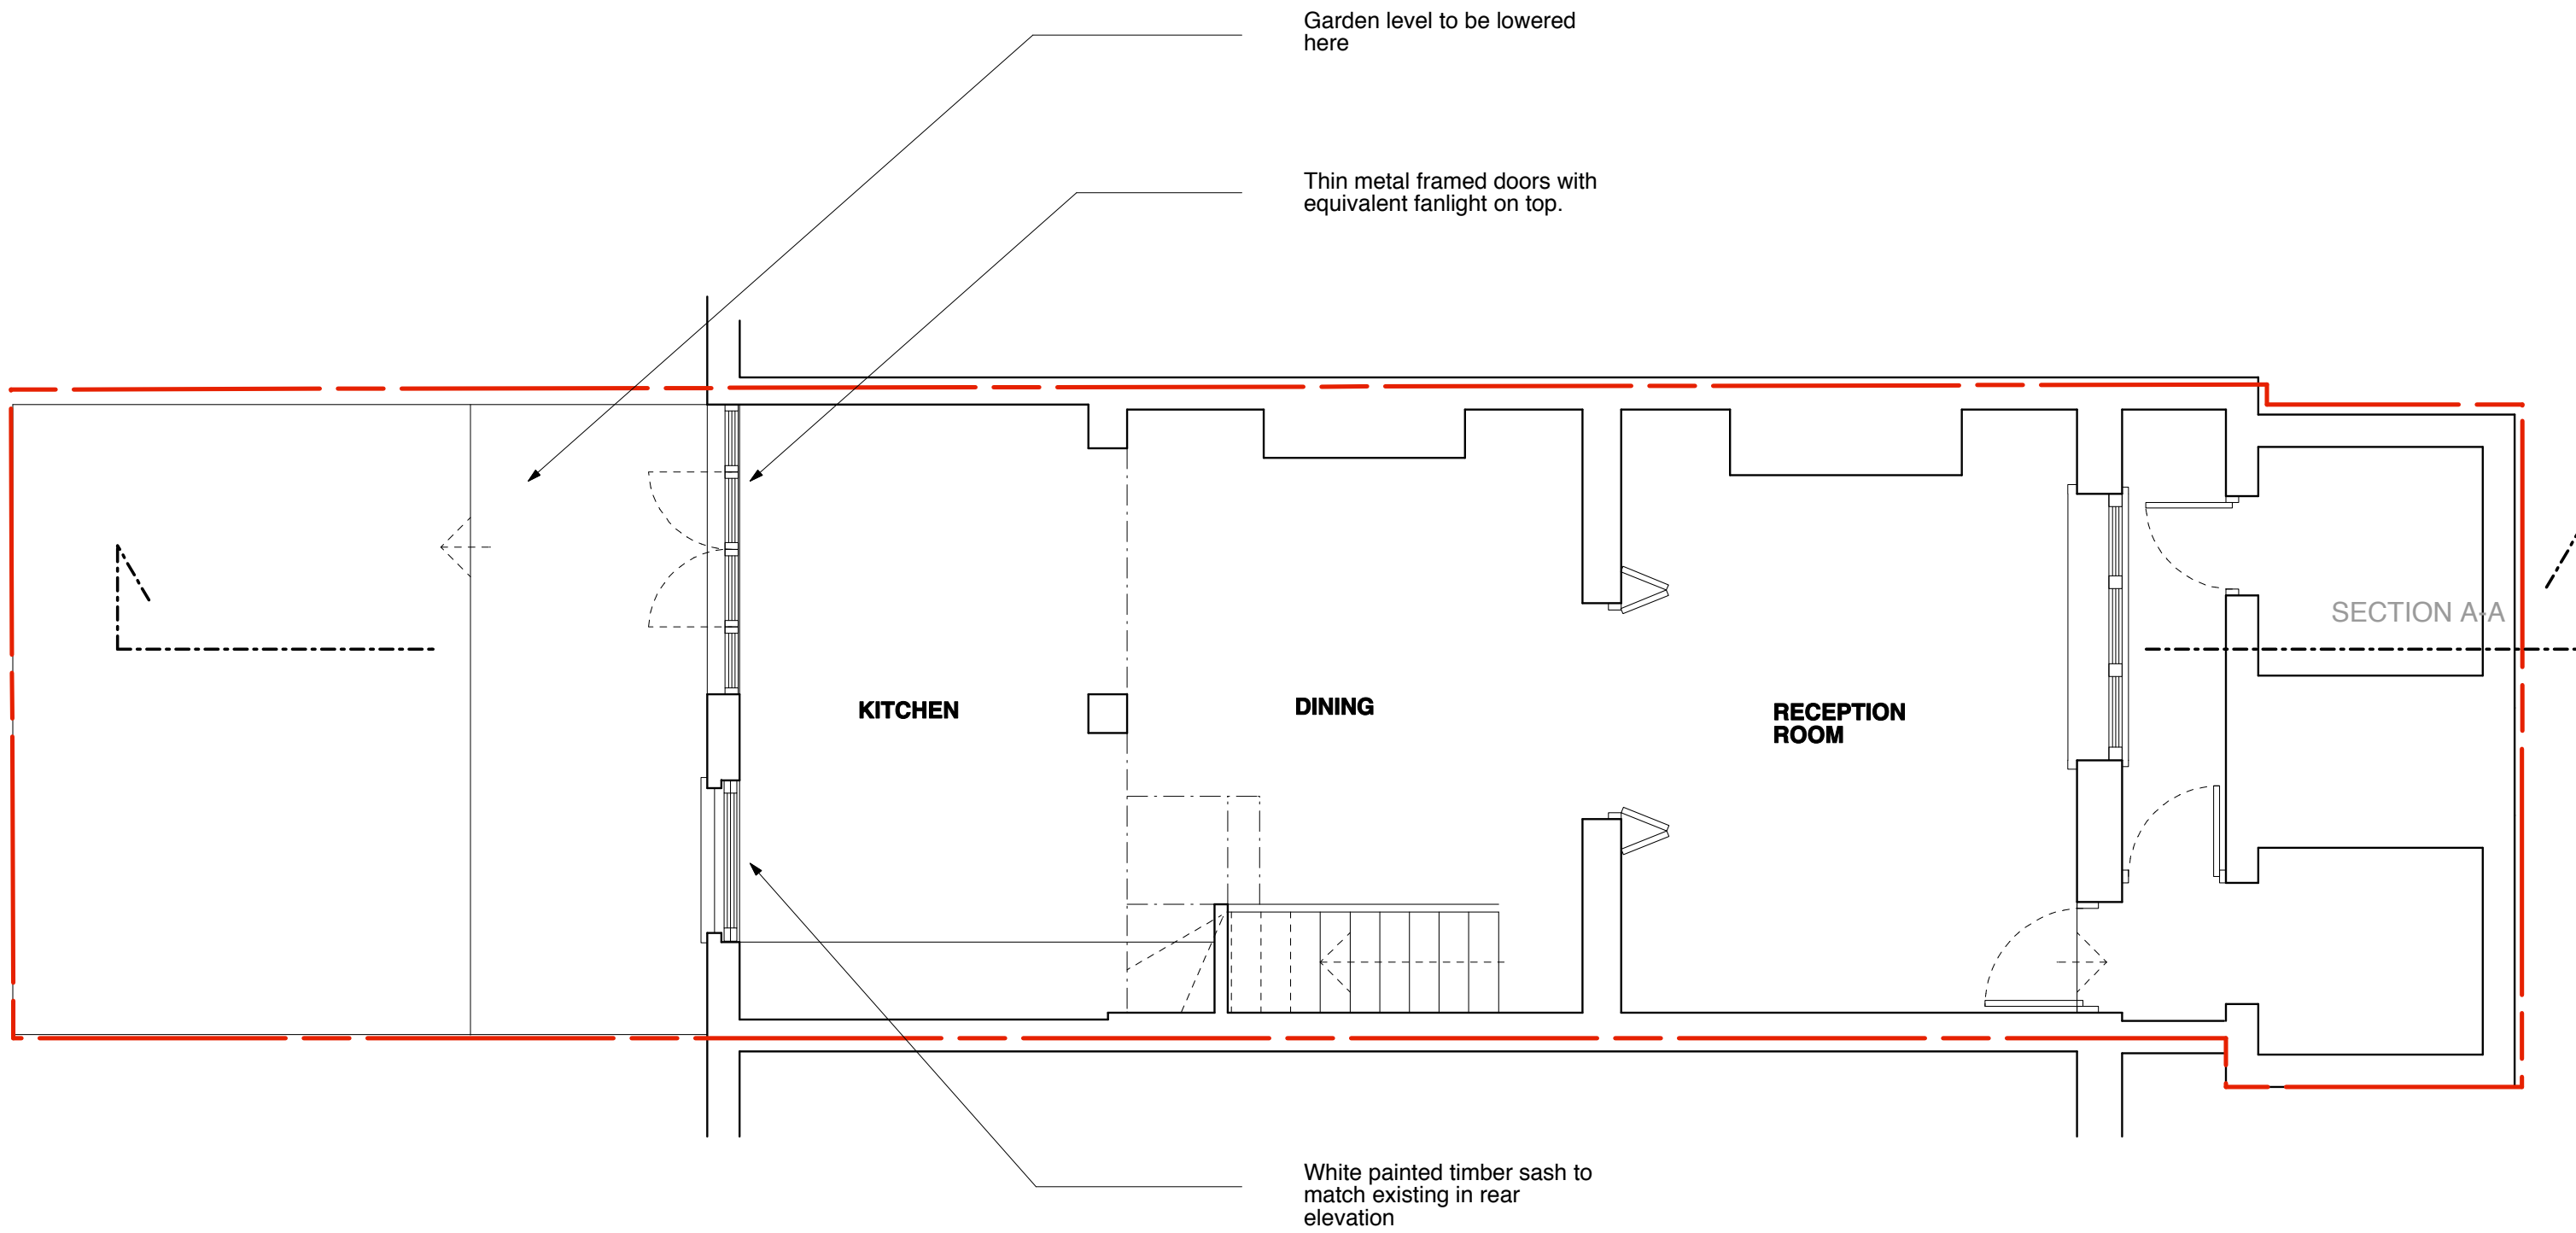 Garden level to be lowered
here
Thin metal framed doors with
equivalent fanlight on top.
SECTION A-A
KITCHEN
DINING
RECEPTION
ROOM
White painted timber sash to
match existing in rear
elevation